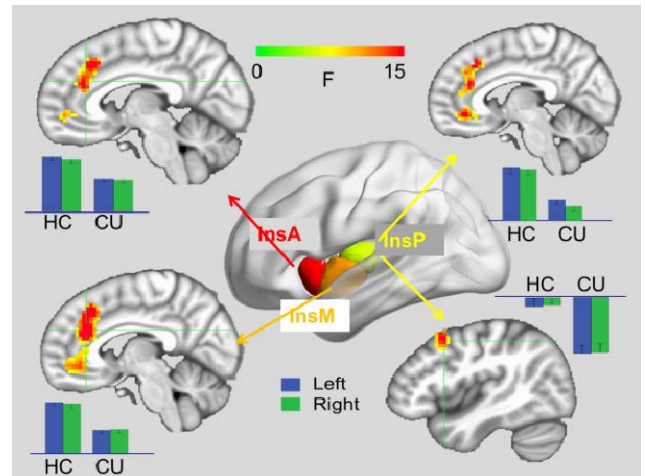 0 15
F
HC CU
HC CU
InsA
InsP
HC CU
InsM
Left
Right
HC CU